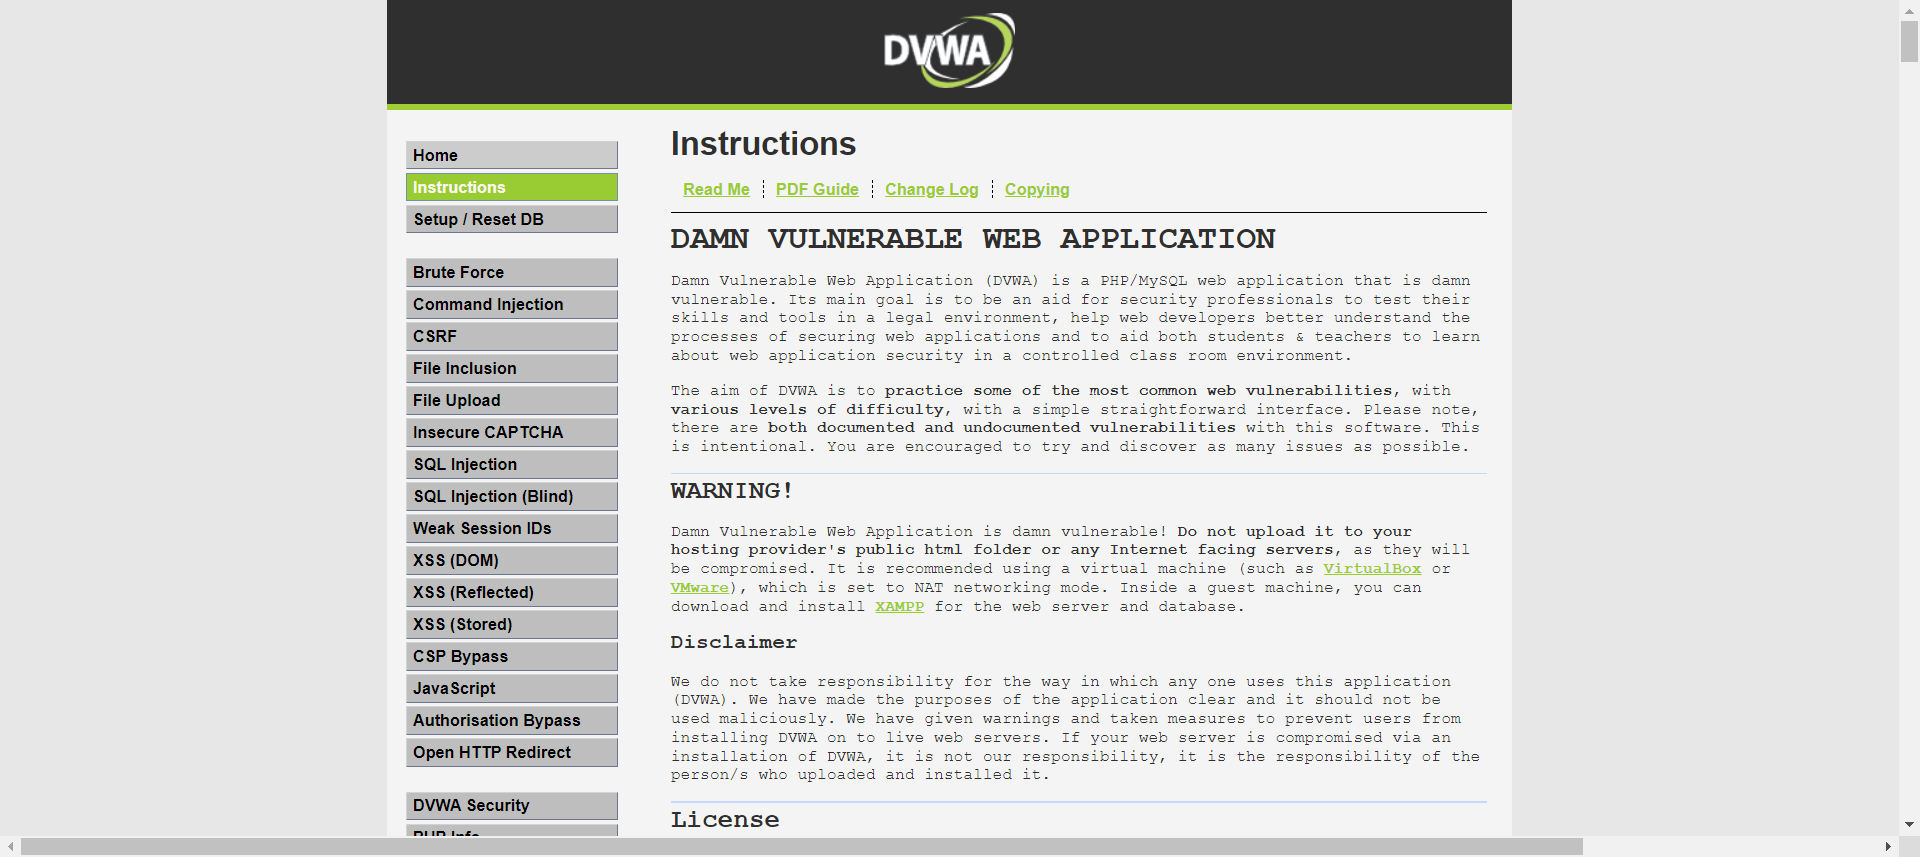 DVWA
Home
Instructions
Setup / Reset DB
Brute Force
Command Injection
CSRF
File Inclusion
File Upload
Insecure CAPTCHA
SQL Injection
SQL Injection (Blind)
Weak Session IDs
XSS (DOM)
XSS (Reflected)
XSS (Stored)
CSP Bypass
JavaScript
Authorisation Bypass
Open HTTP Redirect
DVWA Security
PHP Info
Instructions
Read Me
PDF Guide
Change Log
Copying
DAMN VULNERABLE WEB APPLICATION
Damn Vulnerable Web Application (DVWA) is a PHP/MySQL web application that is damn
vulnerable. Its main goal is to be an aid for security professionals to test their
skills and tools in a legal environment, help web developers better understand the
processes of securing web applications and to aid both students & teachers to learn
about web application security in a controlled class room environment.
The aim of DVWA is to practice some of the most common web vulnerabilities, with
various levels of difficulty, with a simple straightforward interface. Please note,
there are both documented and undocumented vulnerabilities with this software. This
is intentional. You are encouraged to try and discover as many issues as possible.
WARNING!
Damn Vulnerable Web Application is damn vulnerable! Do not upload it to your
hosting provider's public html folder or any Internet facing servers, as they will
be compromised. It is recommended using a virtual machine (such as VirtualBox or
VMware), which is set to NAT networking mode. Inside a guest machine, you can
download and install XAMPP for the web server and database.
Disclaimer
We do not take responsibility for the way in which any one uses this application
(DVWA). We have made the purposes of the application clear and it should not be
used maliciously. We have given warnings and taken measures to prevent users from
installing DVWA on to live web servers. If your web server is compromised via an
installation of DVWA, it is not our responsibility, it is the responsibility of the
person/s who uploaded and installed it.
License